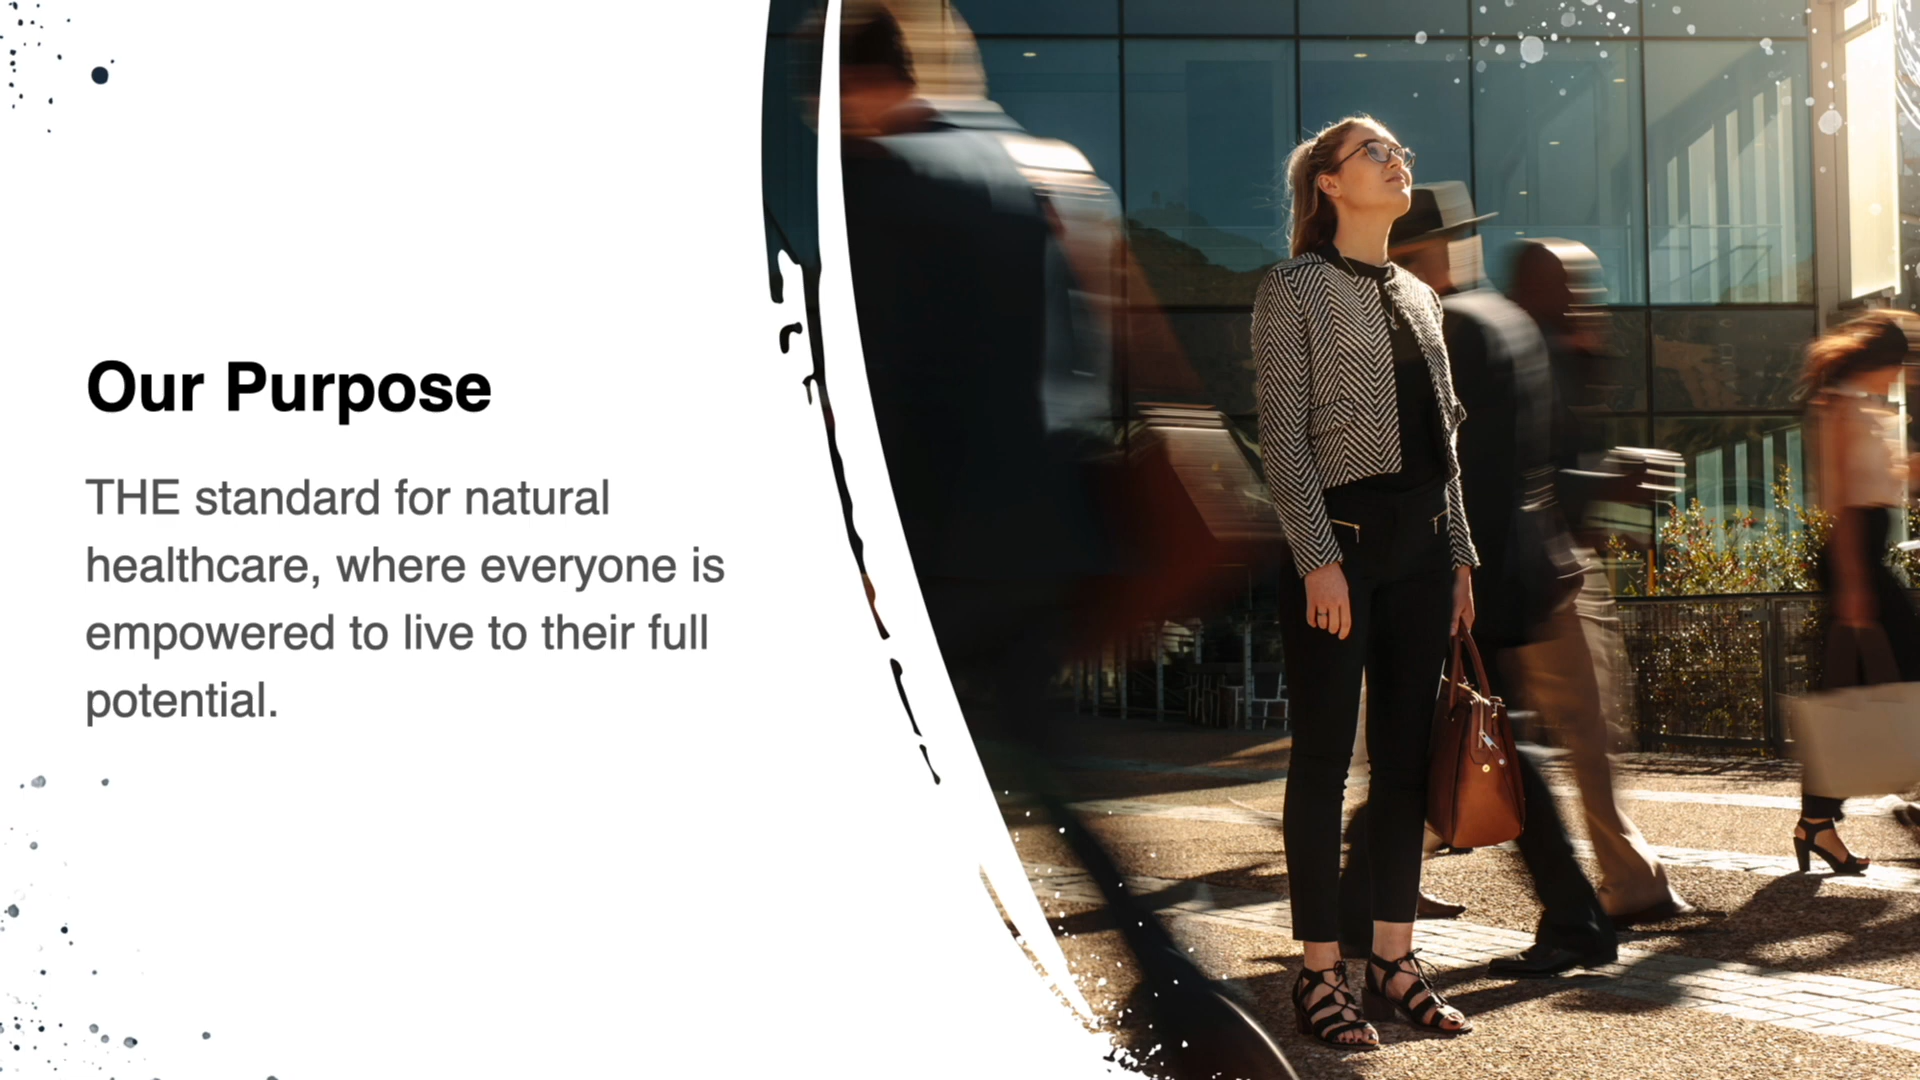 Our Purpose
THE standard for natural
healthcare, where everyone is
empowered to live to their full
potential.